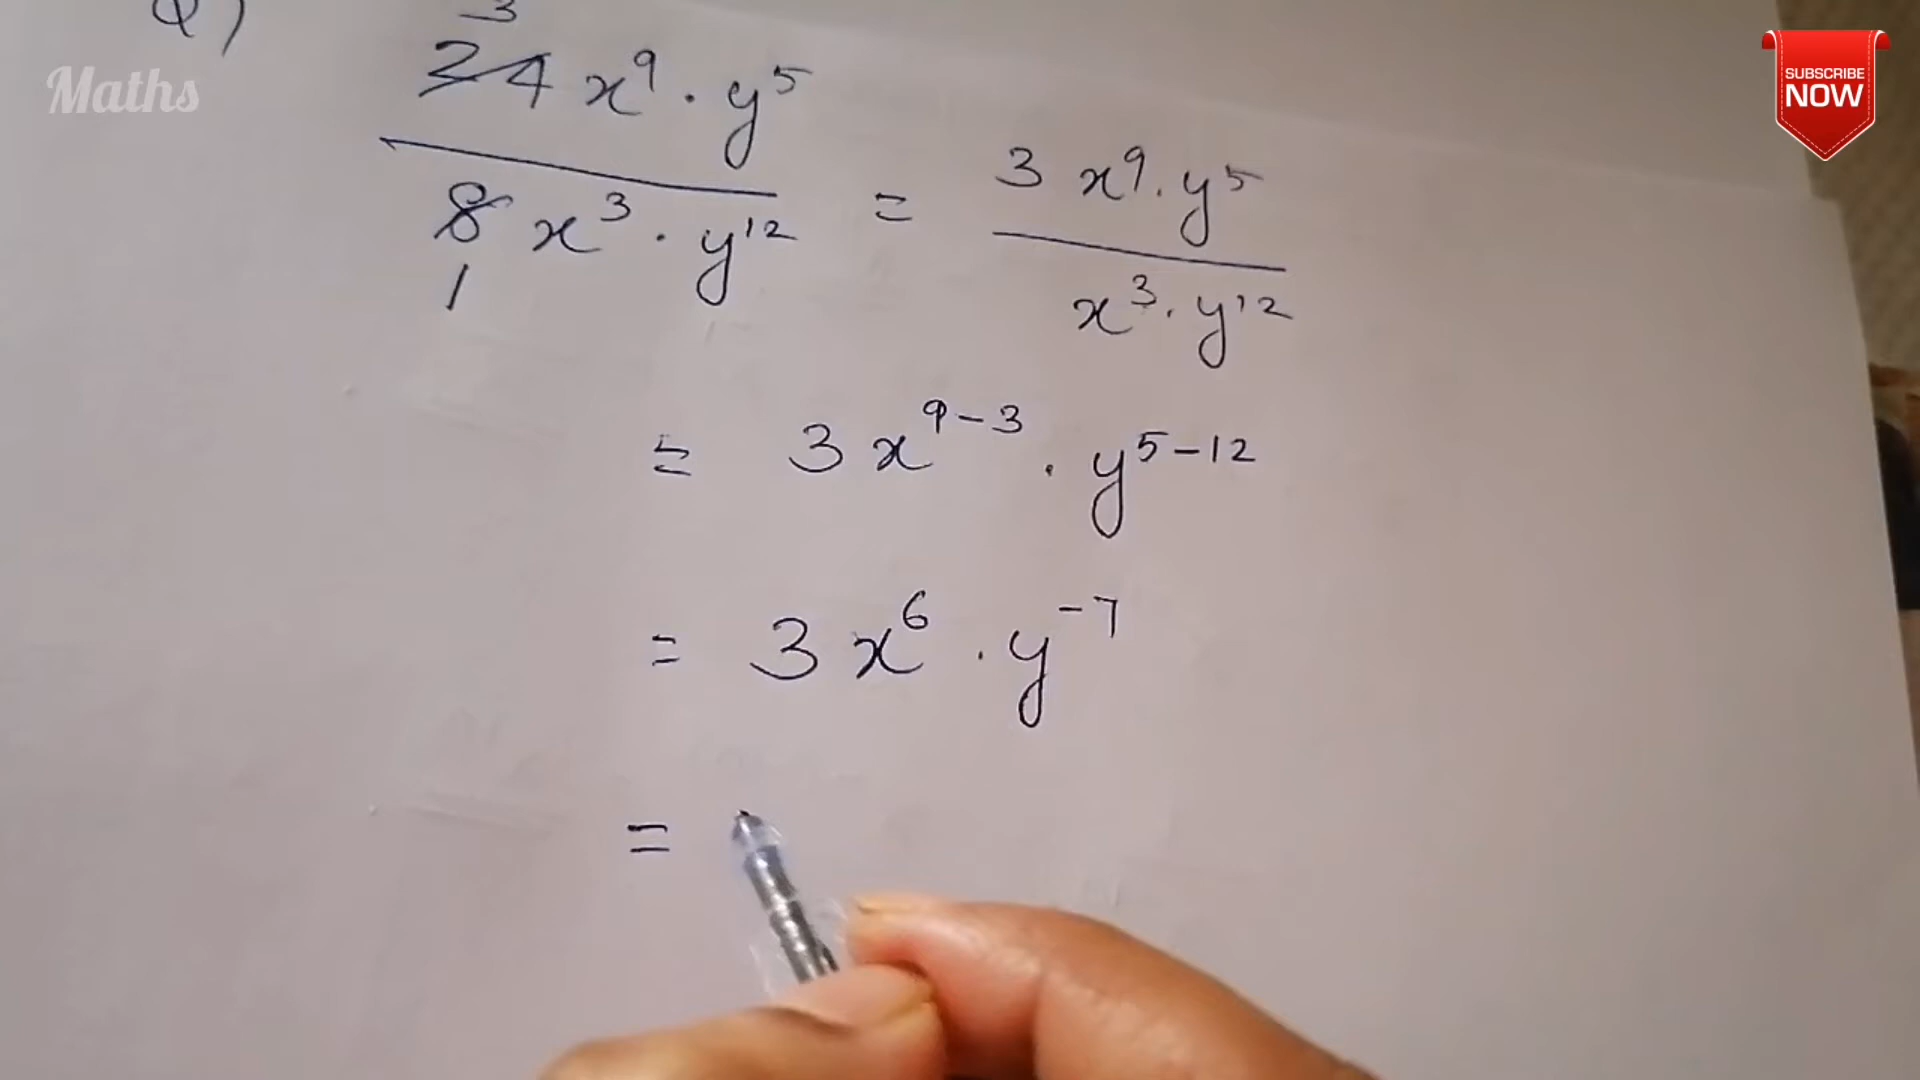 Q)
Maths
SUBSCRIBE
NOW
3
24 x⁹ · y⁵
8 x³ · y¹²
1
= 3 x⁹ · y⁵
x³ · y¹²
= 3 x⁹⁻³ · y⁵⁻¹²
= 3 x⁶ · y⁻⁷
=